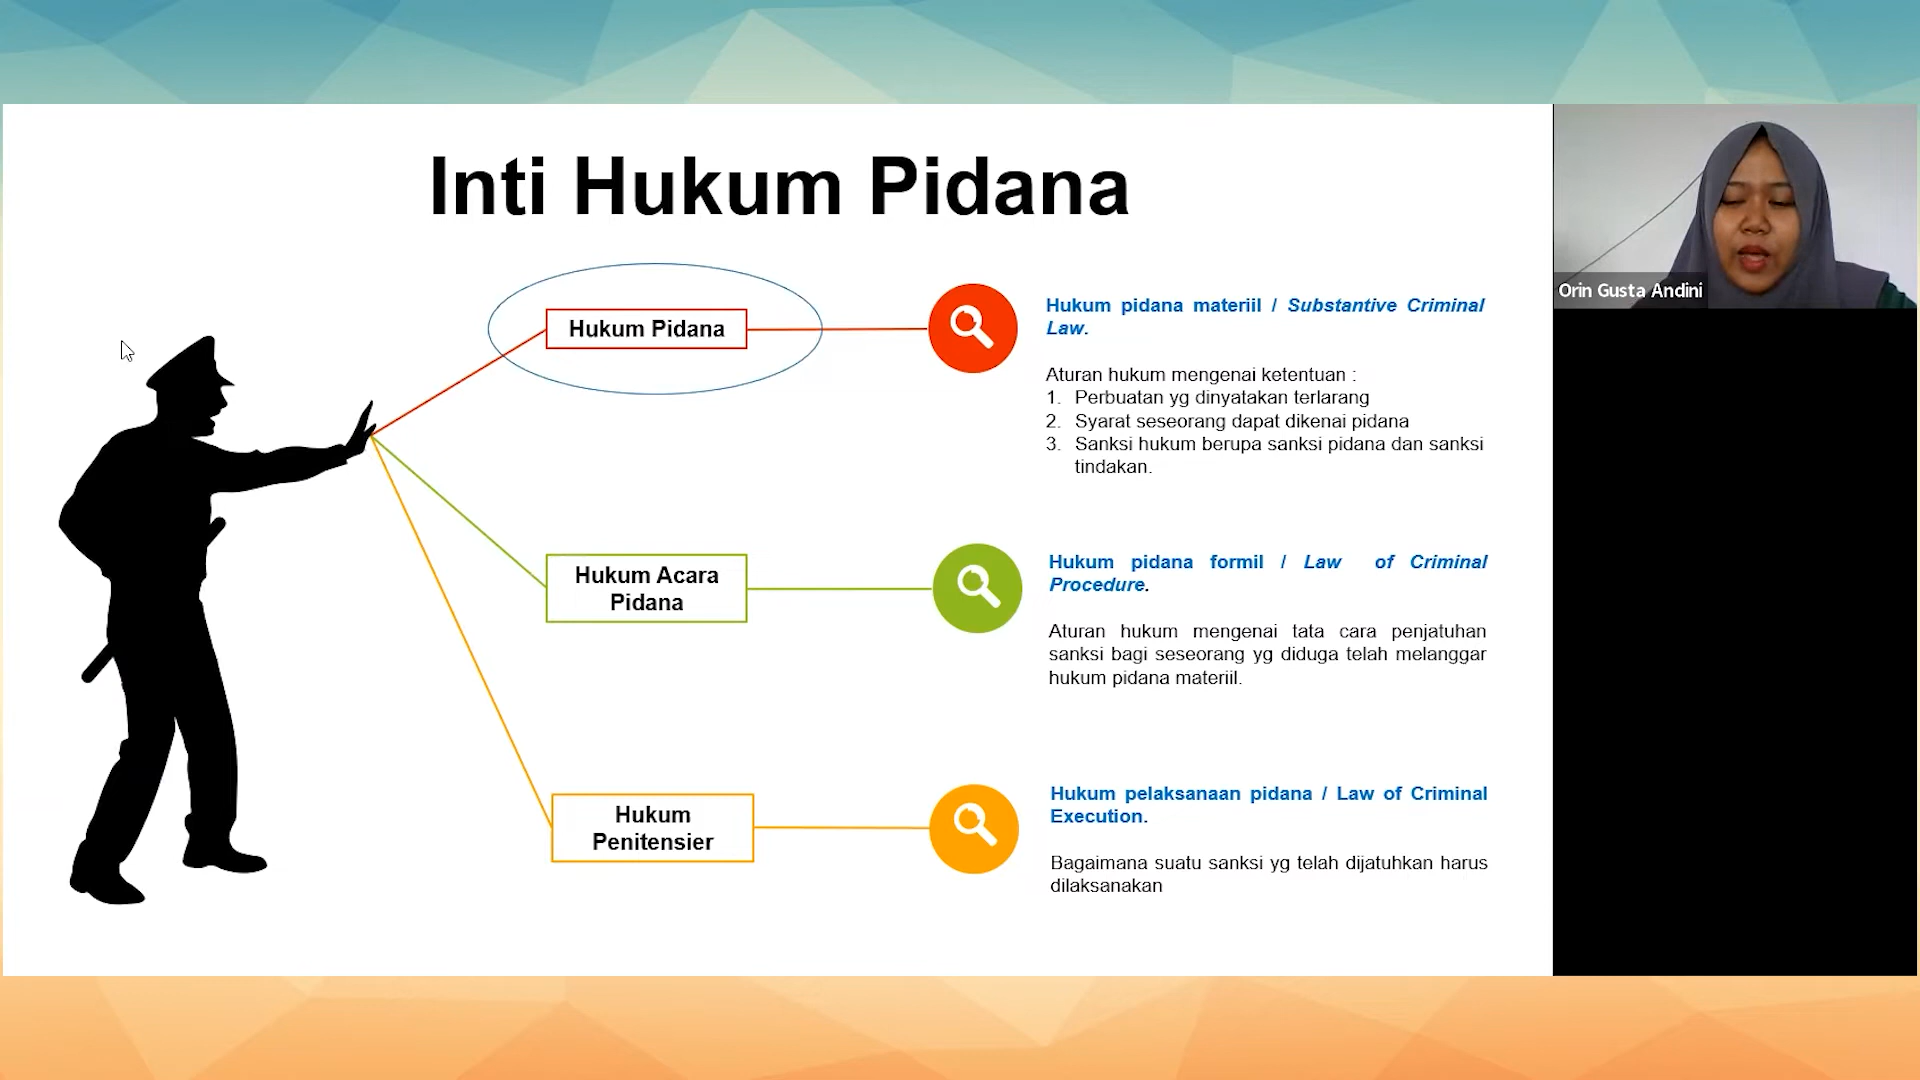 Inti Hukum Pidana
Hukum Pidana
Hukum pidana materiil / Substantive Criminal
Law.
Aturan hukum mengenai ketentuan :
1. Perbuatan yg dinyatakan terlarang
2. Syarat seseorang dapat dikenai pidana
3. Sanksi hukum berupa sanksi pidana dan sanksi
tindakan.
Hukum Acara
Pidana
Hukum pidana formil / Law of Criminal
Procedure.
Aturan hukum mengenai tata cara penjatuhan
sanksi bagi seseorang yg diduga telah melanggar
hukum pidana materiil.
Hukum
Penitensier
Hukum pelaksanaan pidana / Law of Criminal
Execution.
Bagaimana suatu sanksi yg telah dijatuhkan harus
dilaksanakan
Orin Gusta Andini